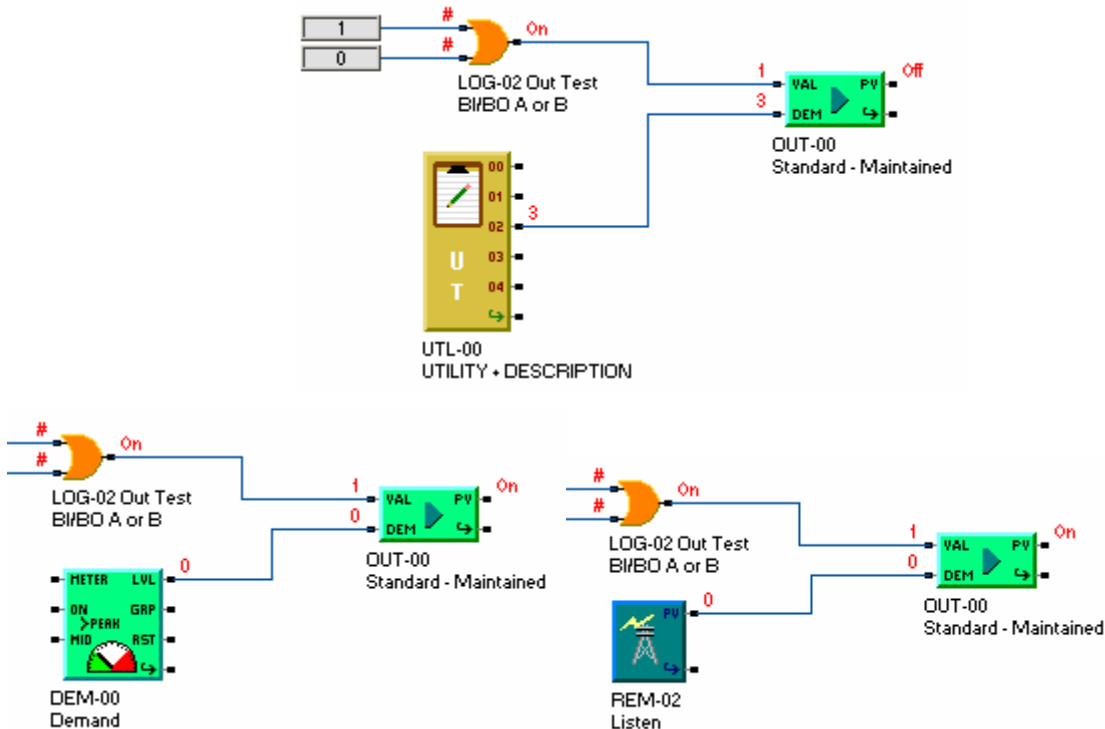 #
1
On
#
0
LOG-02 Out Test
BI/BO A or B
1
Off
VAL PV
3
DEM
OUT-00
Standard - Maintained
00
01
3
02
U
03
T
04
UTL-00
UTILITY + DESCRIPTION
#
On
#
LOG-02 Out Test
BI/BO A or B
1
On
VAL PV
0
DEM
OUT-00
Standard - Maintained
0
METER LVL
ON GRP
>PEAK
MID RST
DEM-00
Demand
#
On
#
LOG-02 Out Test
BI/BO A or B
1
On
VAL PV
0
DEM
OUT-00
Standard - Maintained
0
PV
REM-02
Listen